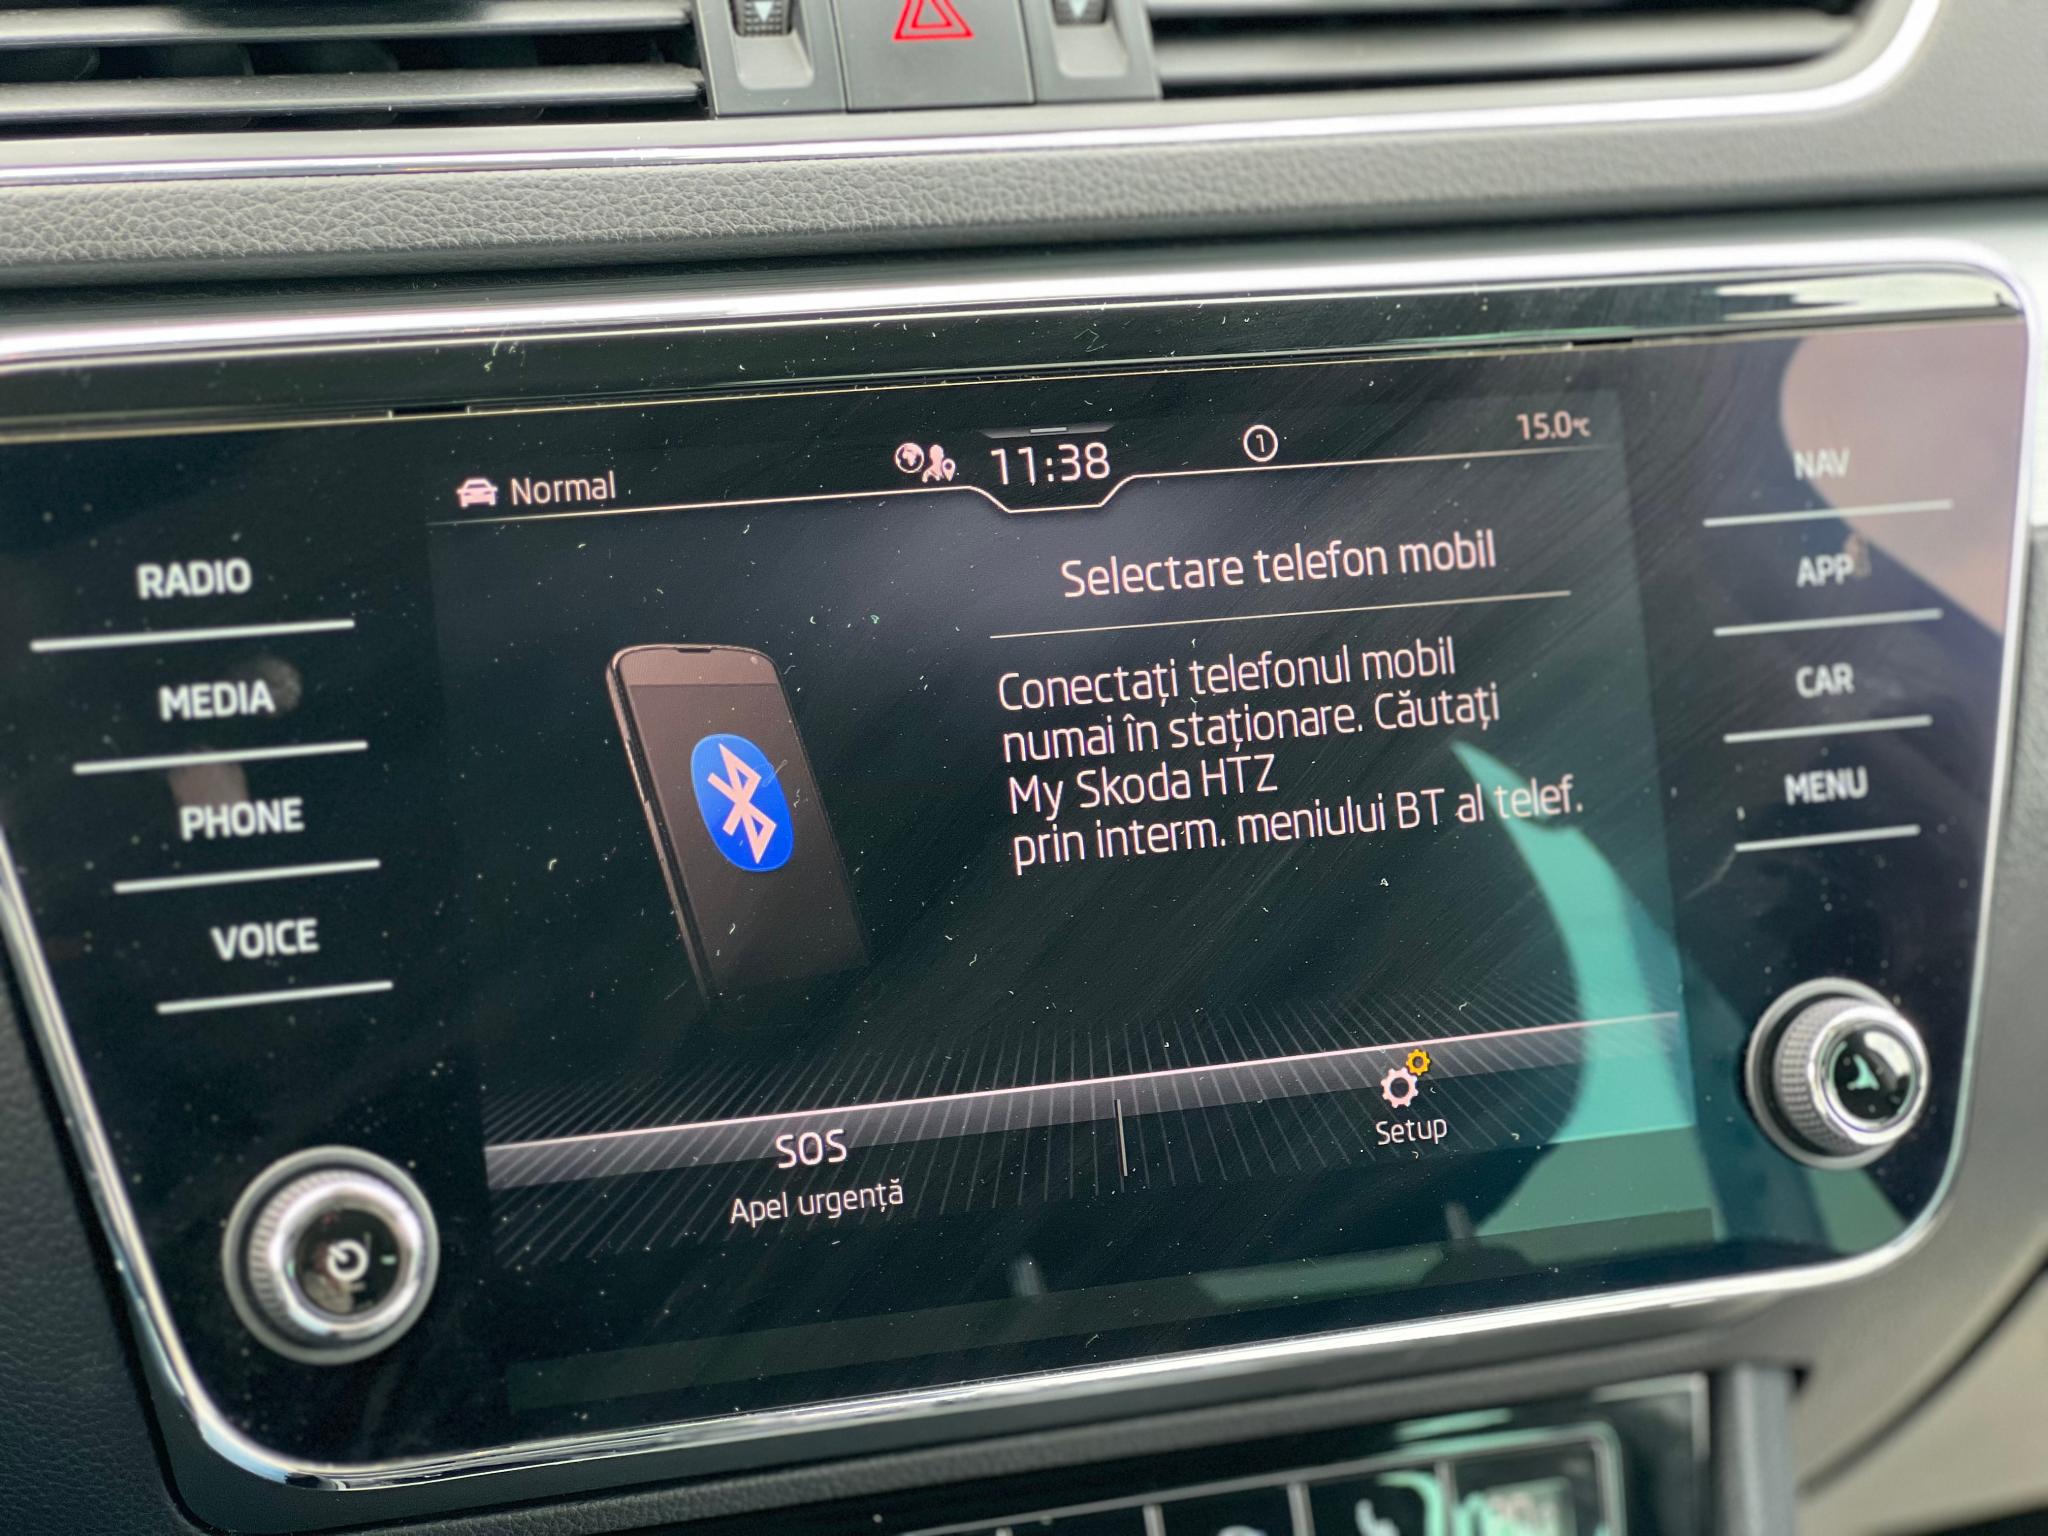 Normal
11:38
1
15.0°C
RADIO
MEDIA
PHONE
VOICE
NAV
APP
CAR
MENU
Selectare telefon mobil
Conectați telefonul mobil
numai în staționare. Căutați
My Skoda HTZ
prin interm. meniului BT al telef.
SOS
Apel urgență
Setup